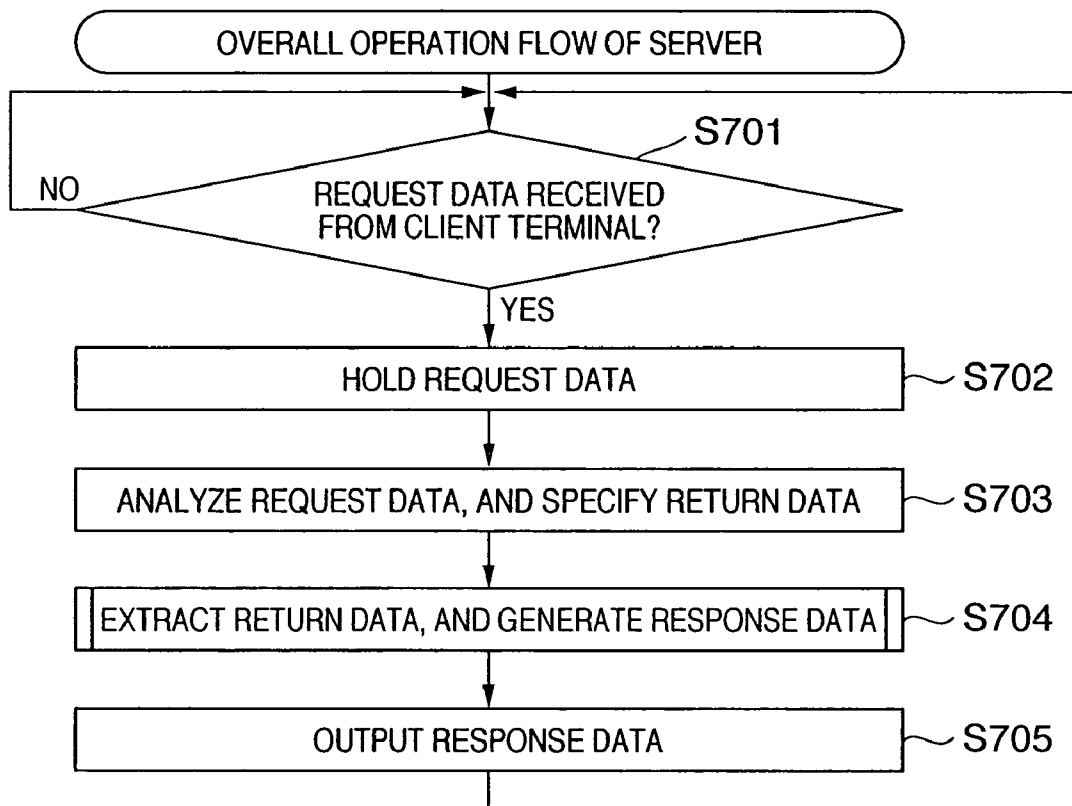 OVERALL OPERATION FLOW OF SERVER
S701
REQUEST DATA RECEIVED
FROM CLIENT TERMINAL?
NO
YES
HOLD REQUEST DATA
S702
ANALYZE REQUEST DATA, AND SPECIFY RETURN DATA
S703
EXTRACT RETURN DATA, AND GENERATE RESPONSE DATA
S704
OUTPUT RESPONSE DATA
S705